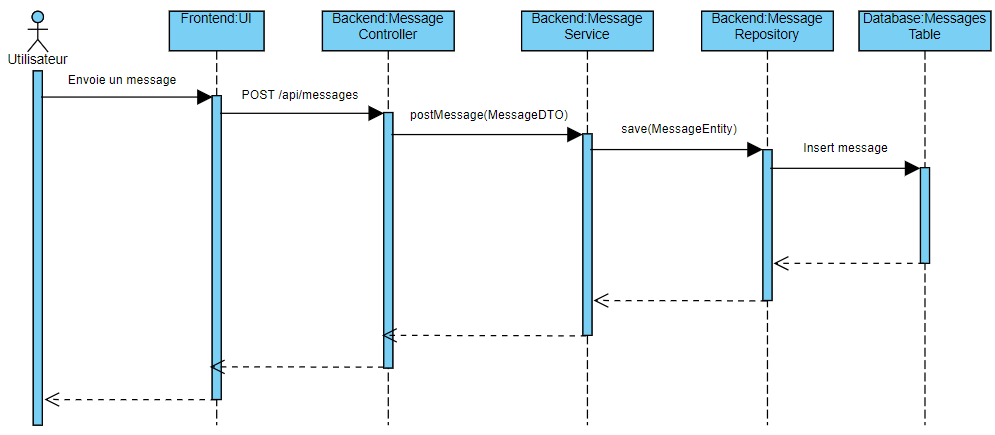 Utilisateur
Frontend:UI
Backend:Message
Controller
Backend:Message
Service
Backend:Message
Repository
Database:Messages
Table
Envoie un message
POST /api/messages
postMessage(MessageDTO)
save(MessageEntity)
Insert message